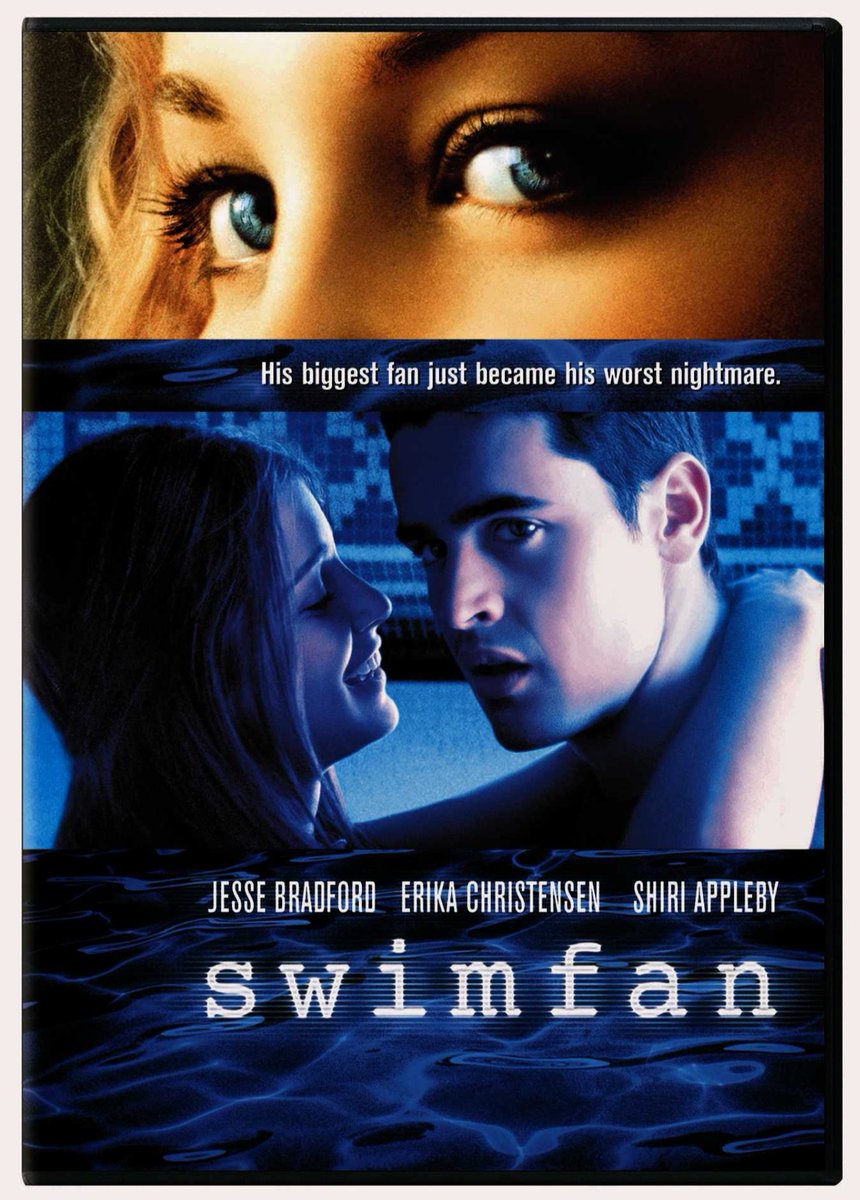 His biggest fan just became his worst nightmare.
JESSE BRADFORD ERIKA CHRISTENSEN SHIRI APPLEBY
swimfan